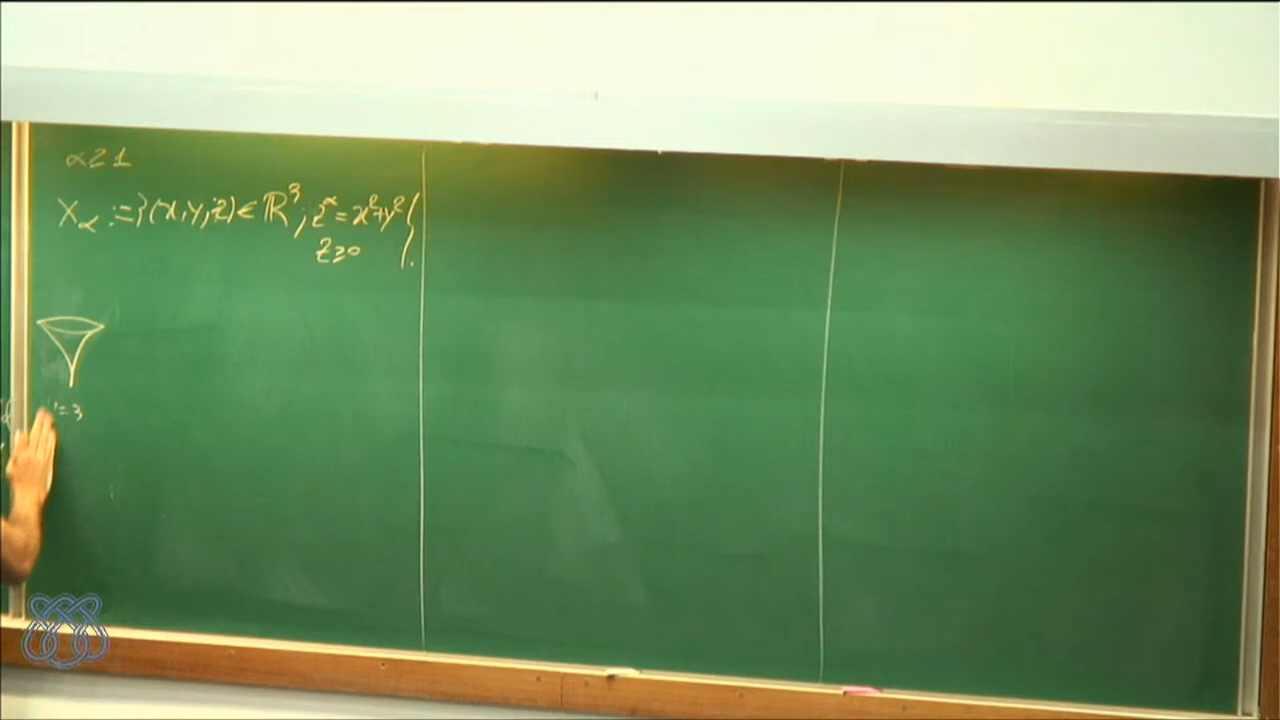 α ≥ 1
X_α := }(x,y,z) ∈ ℝ³ ; z^α = x²+y² {
z ≥ 0
= 3